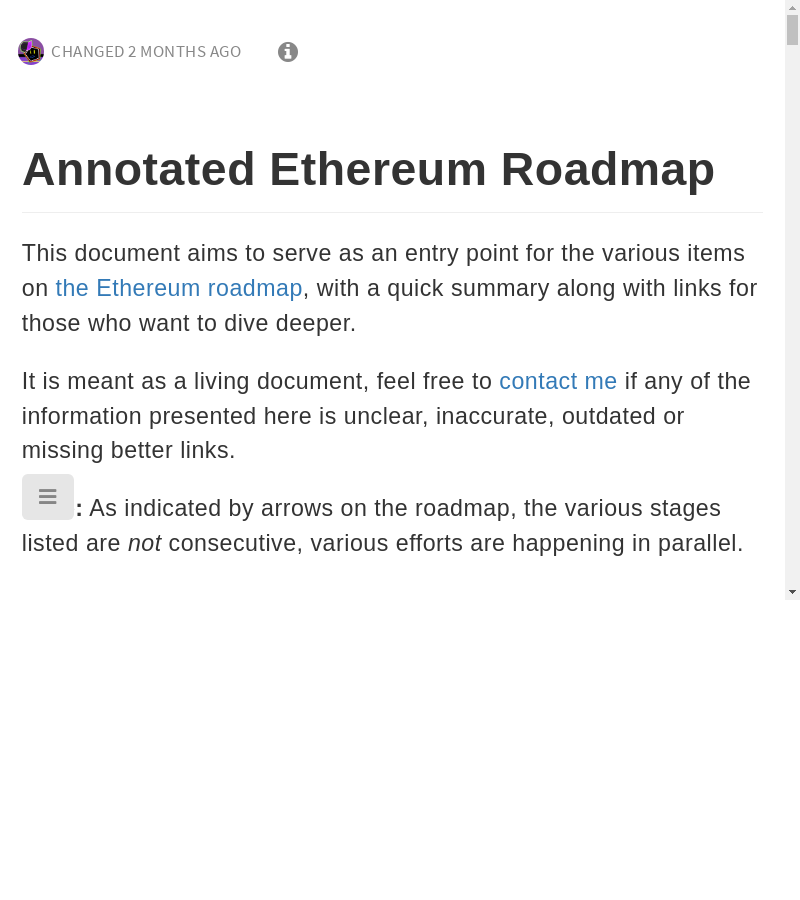 CHANGED 2 MONTHS AGO
Annotated Ethereum Roadmap
This document aims to serve as an entry point for the various items
on the Ethereum roadmap, with a quick summary along with links for
those who want to dive deeper.
It is meant as a living document, feel free to contact me if any of the
information presented here is unclear, inaccurate, outdated or
missing better links.
: As indicated by arrows on the roadmap, the various stages
listed are not consecutive, various efforts are happening in parallel.